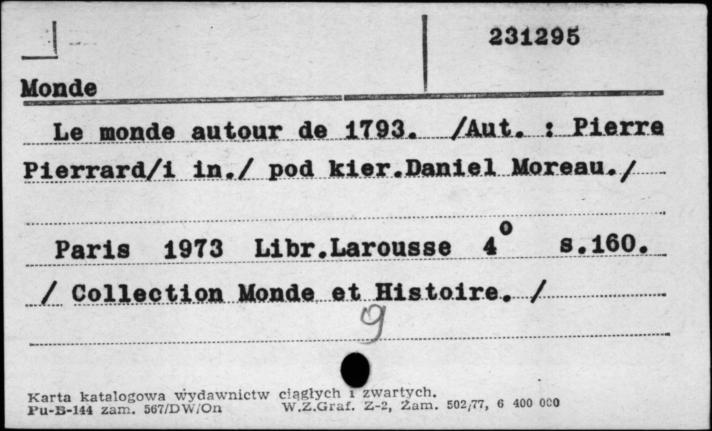 231295
Monde
Le monde autour de 1793. /Aut. : Pierre
Pierrard/i in./ pod kier.Daniel Moreau./
Paris 1973 Libr.Larousse 4° s.160.
/ Collection Monde et Histoire. /
9
Karta katalogowa wydawnictw ciągłych i zwartych.
Pu-B-144 zam. 567/DW/On W.Z.Graf. Z-2, Zam. 502/77, 6 400 000